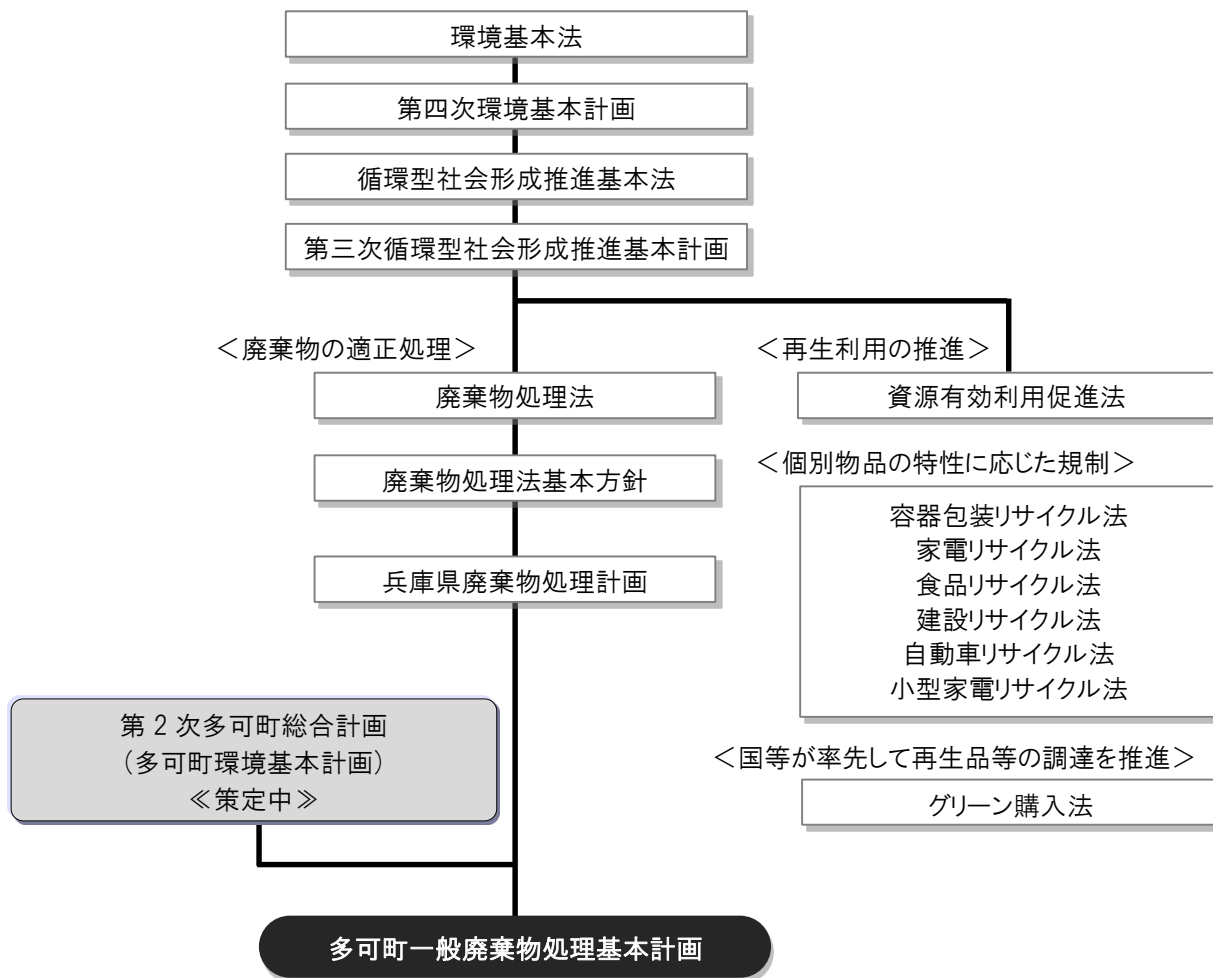 環境基本法
第四次環境基本計画
循環型社会形成推進基本法
第三次循環型社会形成推進基本計画
＜廃棄物の適正処理＞
廃棄物処理法
廃棄物処理法基本方針
兵庫県廃棄物処理計画
＜再生利用の推進＞
資源有効利用促進法
＜個別物品の特性に応じた規制＞
容器包装リサイクル法
家電リサイクル法
食品リサイクル法
建設リサイクル法
自動車リサイクル法
小型家電リサイクル法
＜国等が率先して再生品等の調達を推進＞
グリーン購入法
第 2 次多可町総合計画
（多可町環境基本計画）
≪策定中≫
多可町一般廃棄物処理基本計画